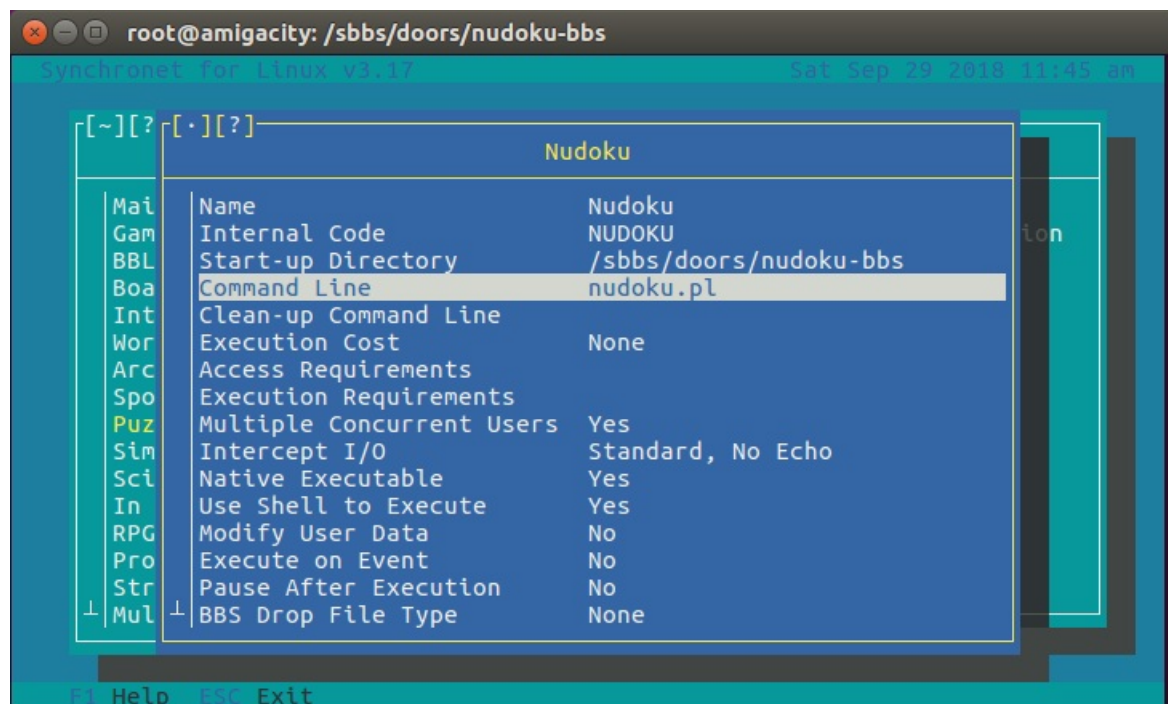 root@amigacity: /sbbs/doors/nudoku-bbs
Synchronet for Linux v3.17 Sat Sep 29 2018 11:45 am
[~][? [·][?]
Nudoku
Mai Name Nudoku
Gam Internal Code NUDOKU ion
BBL Start-up Directory /sbbs/doors/nudoku-bbs
Boa Command Line nudoku.pl
Int Clean-up Command Line
Wor Execution Cost None
Arc Access Requirements
Spo Execution Requirements
Puz Multiple Concurrent Users Yes
Sim Intercept I/O Standard, No Echo
Sci Native Executable Yes
In Use Shell to Execute Yes
RPG Modify User Data No
Pro Execute on Event No
Str Pause After Execution No
Mul BBS Drop File Type None
F1 Help ESC Exit